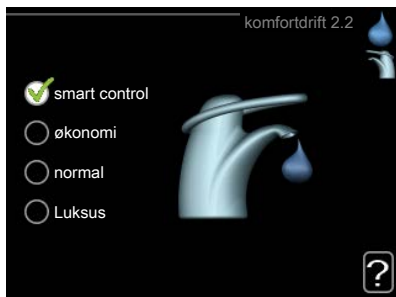 komfortdrift 2.2
smart control
økonomi
normal
Luksus
?